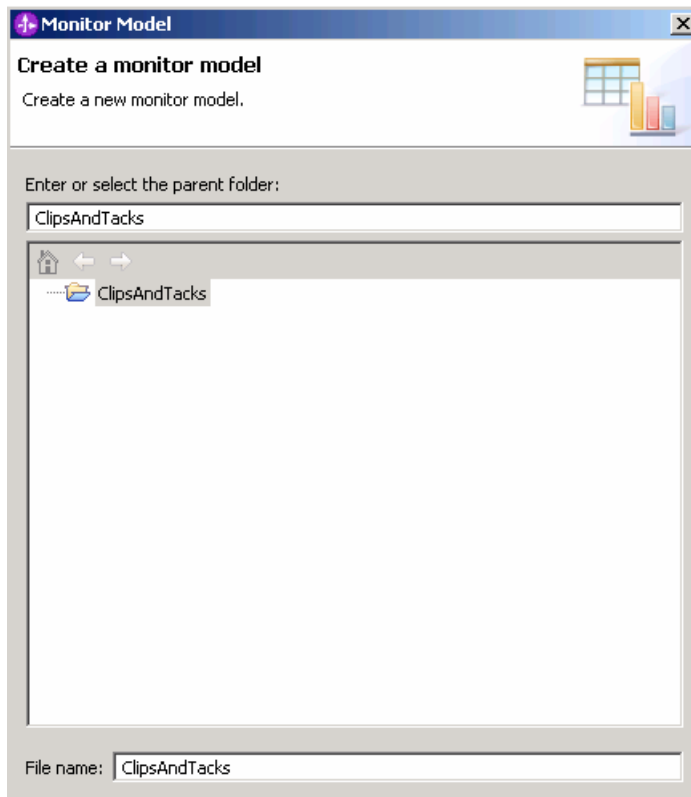 Monitor Model
Create a monitor model
Create a new monitor model.
Enter or select the parent folder:
ClipsAndTacks
ClipsAndTacks
File name: ClipsAndTacks